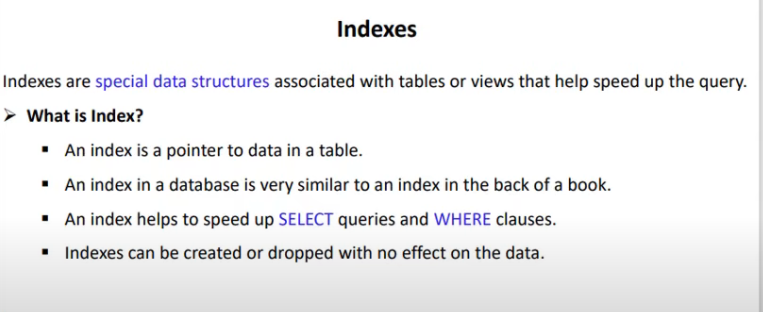 Indexes
Indexes are special data structures associated with tables or views that help speed up the query.
➢ What is Index?
▪ An index is a pointer to data in a table.
▪ An index in a database is very similar to an index in the back of a book.
▪ An index helps to speed up SELECT queries and WHERE clauses.
▪ Indexes can be created or dropped with no effect on the data.